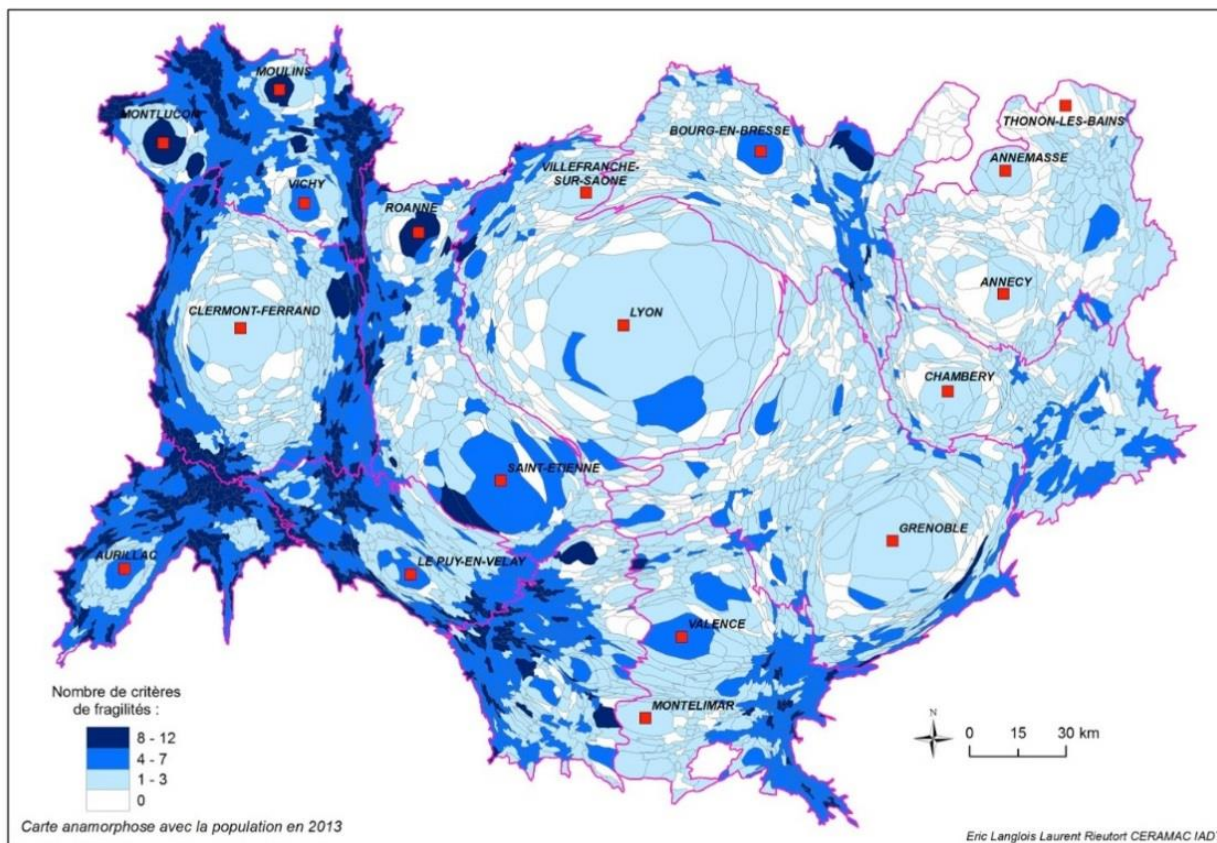 MOULINS
MONTLUCON
VICHY
ROANNE
VILLEFRANCHE-
SUR-SAONE
BOURG-EN-BRESSE
THONON-LES-BAINS
ANNEMASSE
CLERMONT-FERRAND
LYON
ANNECY
CHAMBERY
SAINT-ETIENNE
GRENOBLE
AURILLAC
LE PUY-EN-VELAY
VALENCE
MONTELIMAR
Nombre de critères
de fragilités :
8 - 12
4 - 7
1 - 3
0
N
0 15 30 km
Carte anamorphose avec la population en 2013
Eric Langlois Laurent Rieutort CERAMAC IADT